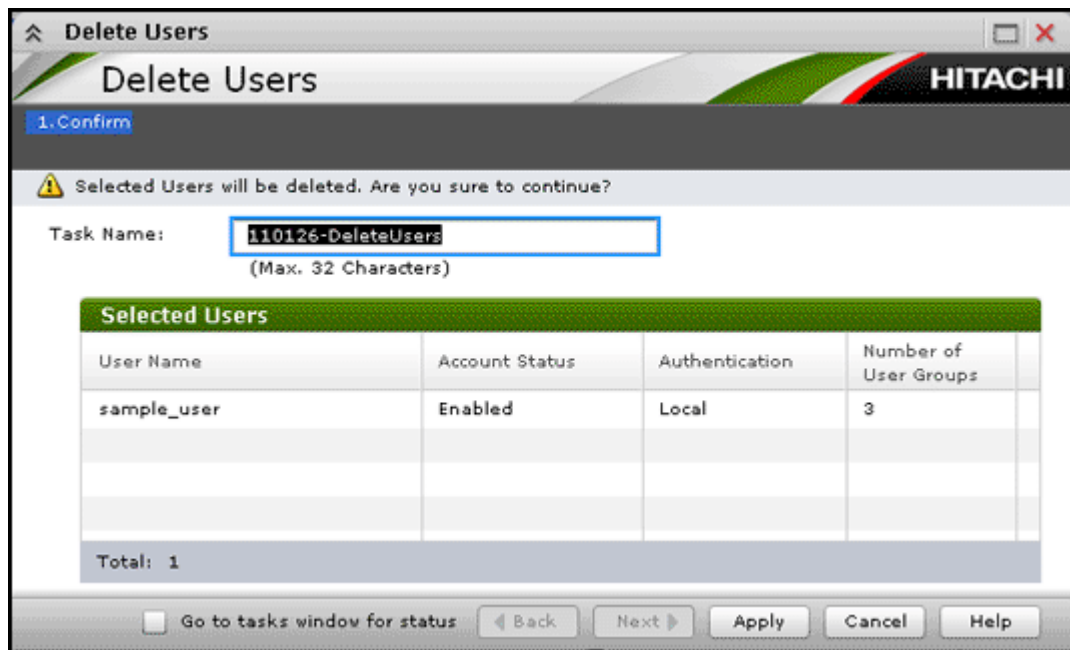 Delete Users
Delete Users
HITACHI
1.Confirm
Selected Users will be deleted. Are you sure to continue?
Task Name: 110126-DeleteUsers
(Max. 32 Characters)
Selected Users
User Name Account Status Authentication Number of User Groups
sample_user Enabled Local 3
Total: 1
Go to tasks window for status Back Next Apply Cancel Help